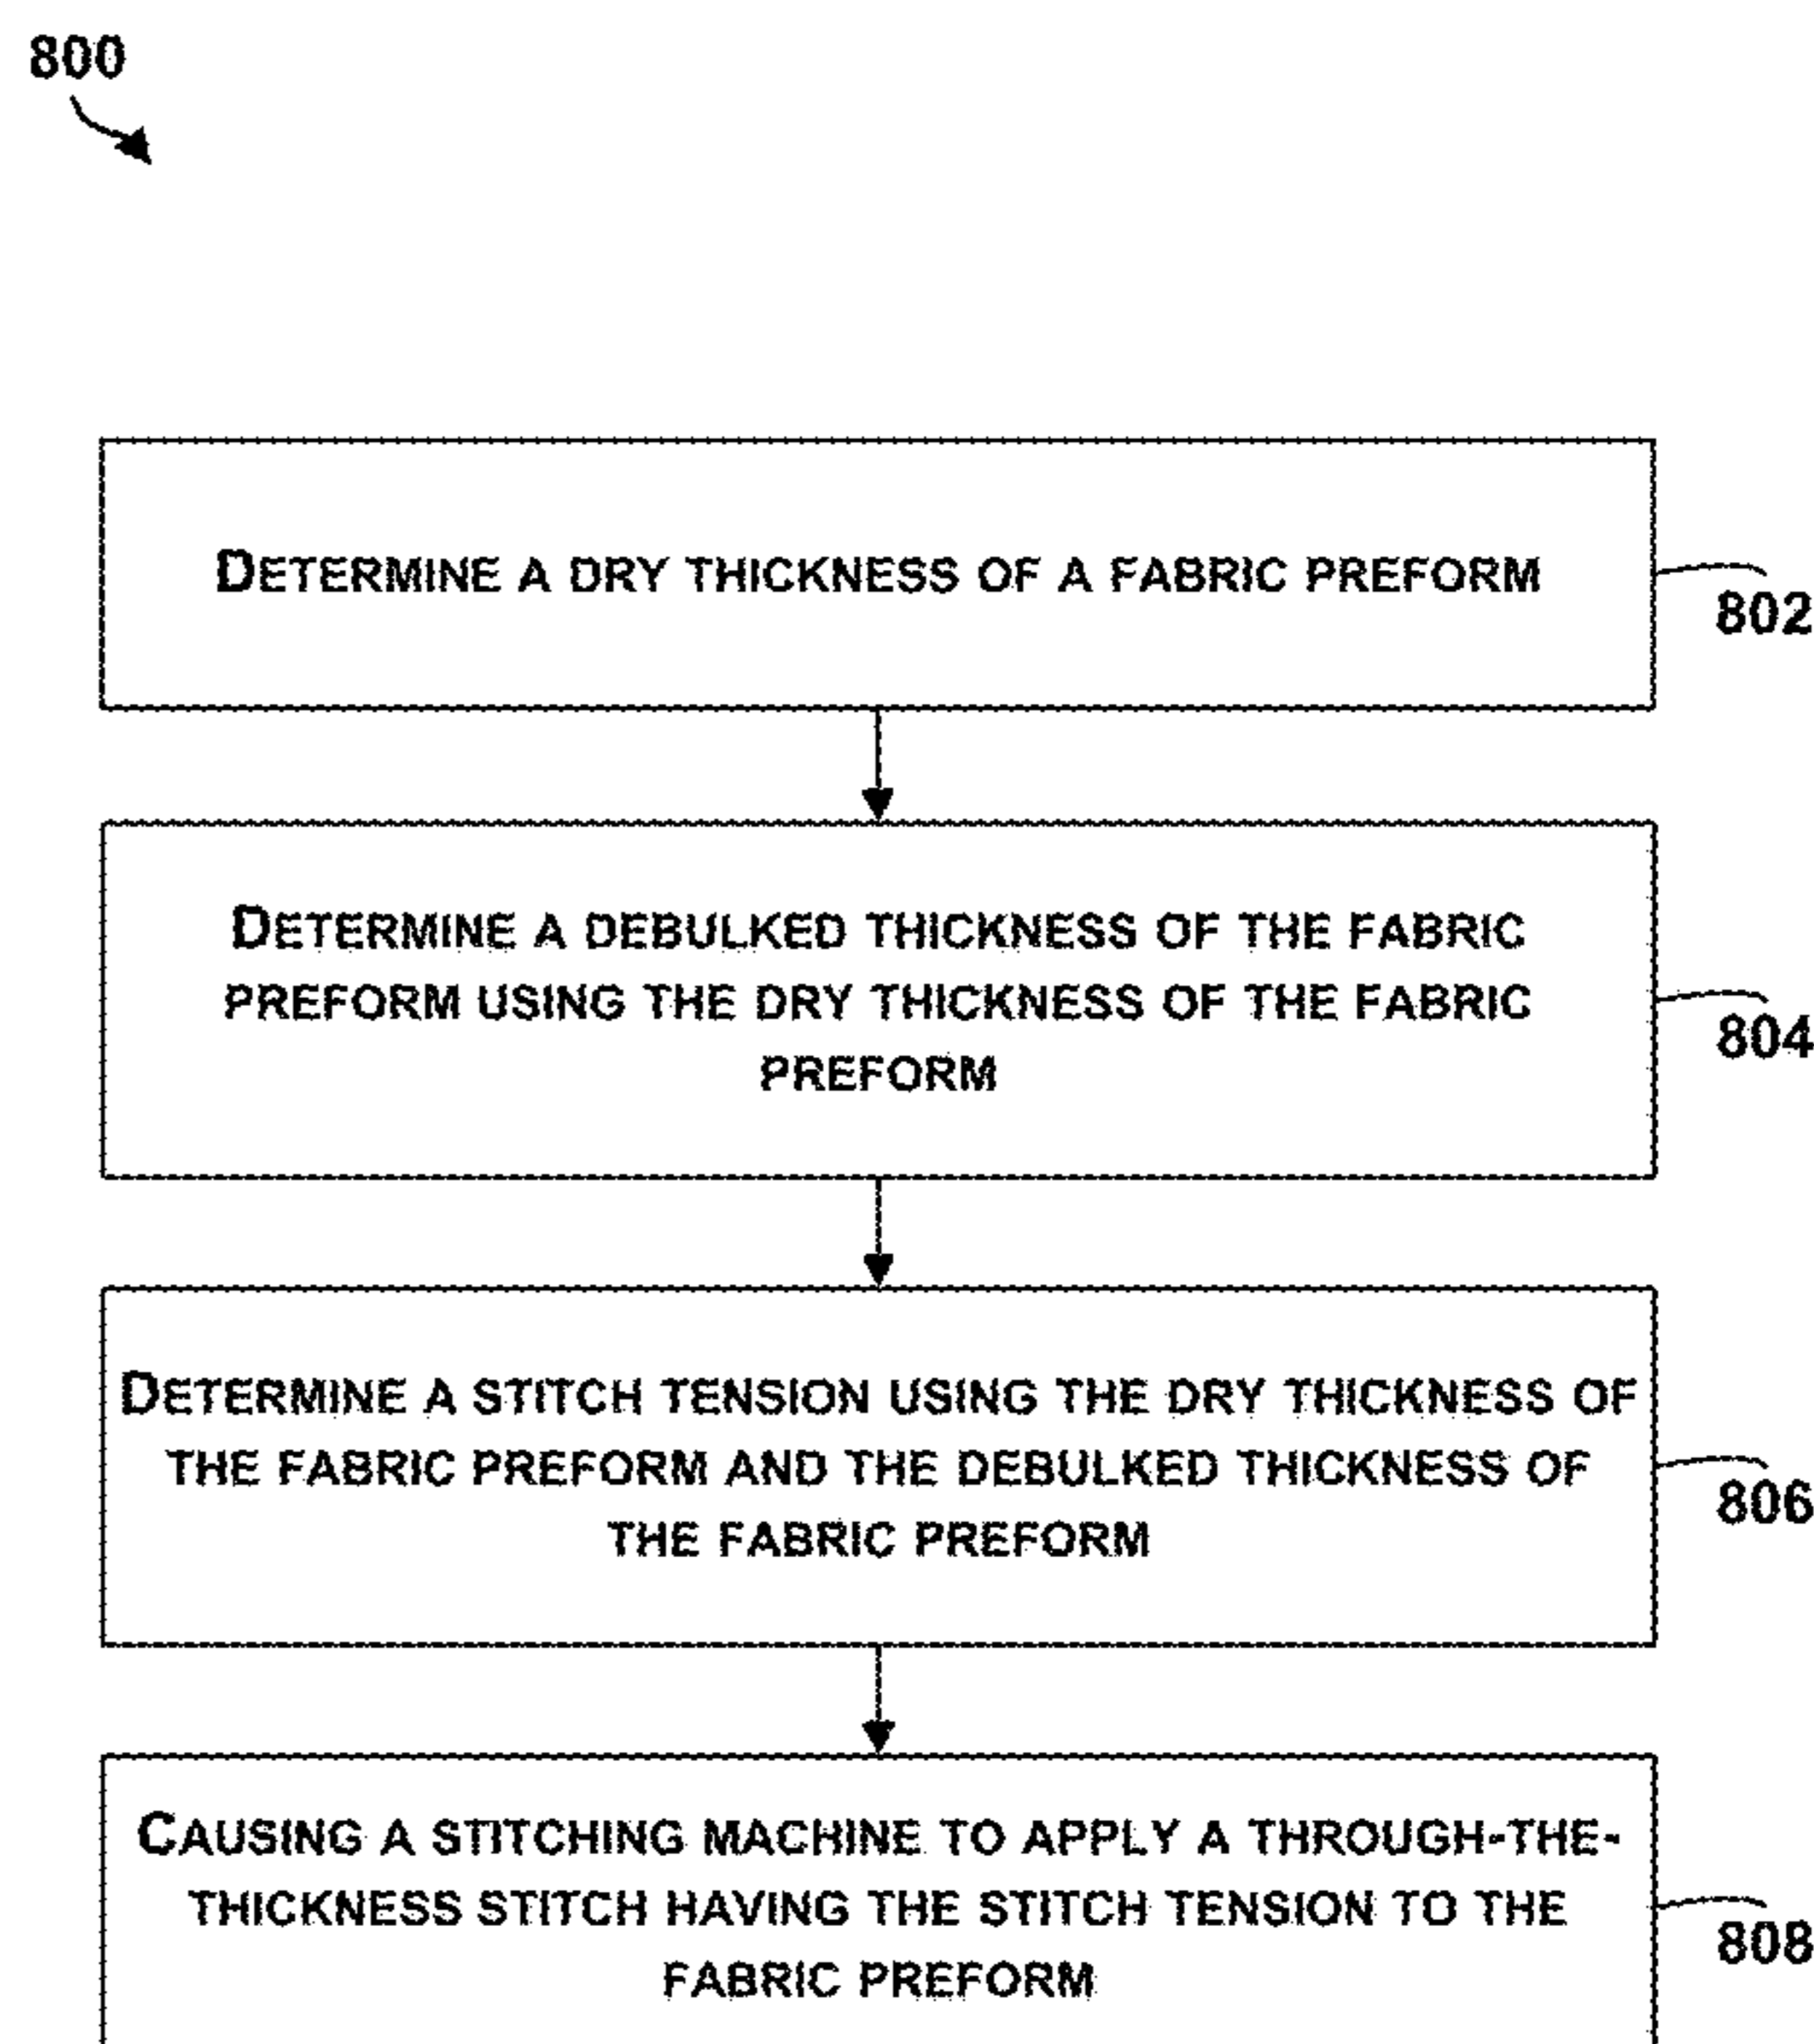 800
DETERMINE A DRY THICKNESS OF A FABRIC PREFORM
802
DETERMINE A DEBULKED THICKNESS OF THE FABRIC
PREFORM USING THE DRY THICKNESS OF THE FABRIC
PREFORM
804
DETERMINE A STITCH TENSION USING THE DRY THICKNESS OF
THE FABRIC PREFORM AND THE DEBULKED THICKNESS OF
THE FABRIC PREFORM
806
CAUSING A STITCHING MACHINE TO APPLY A THROUGH-THE-
THICKNESS STITCH HAVING THE STITCH TENSION TO THE
FABRIC PREFORM
808